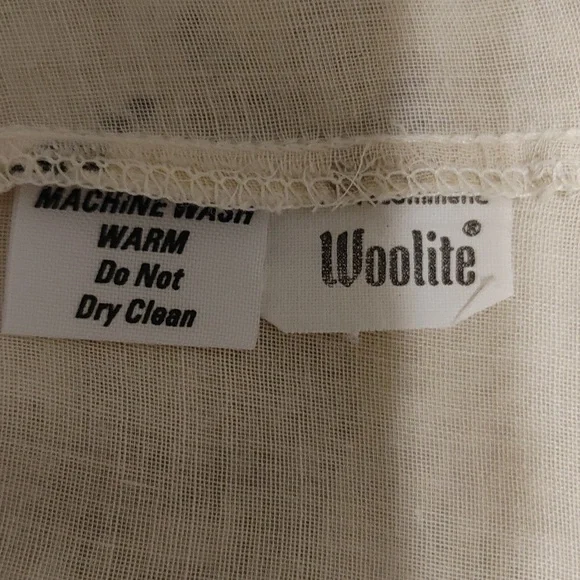 MACHINE WASH
WARM
Do Not
Dry Clean
Woolite®